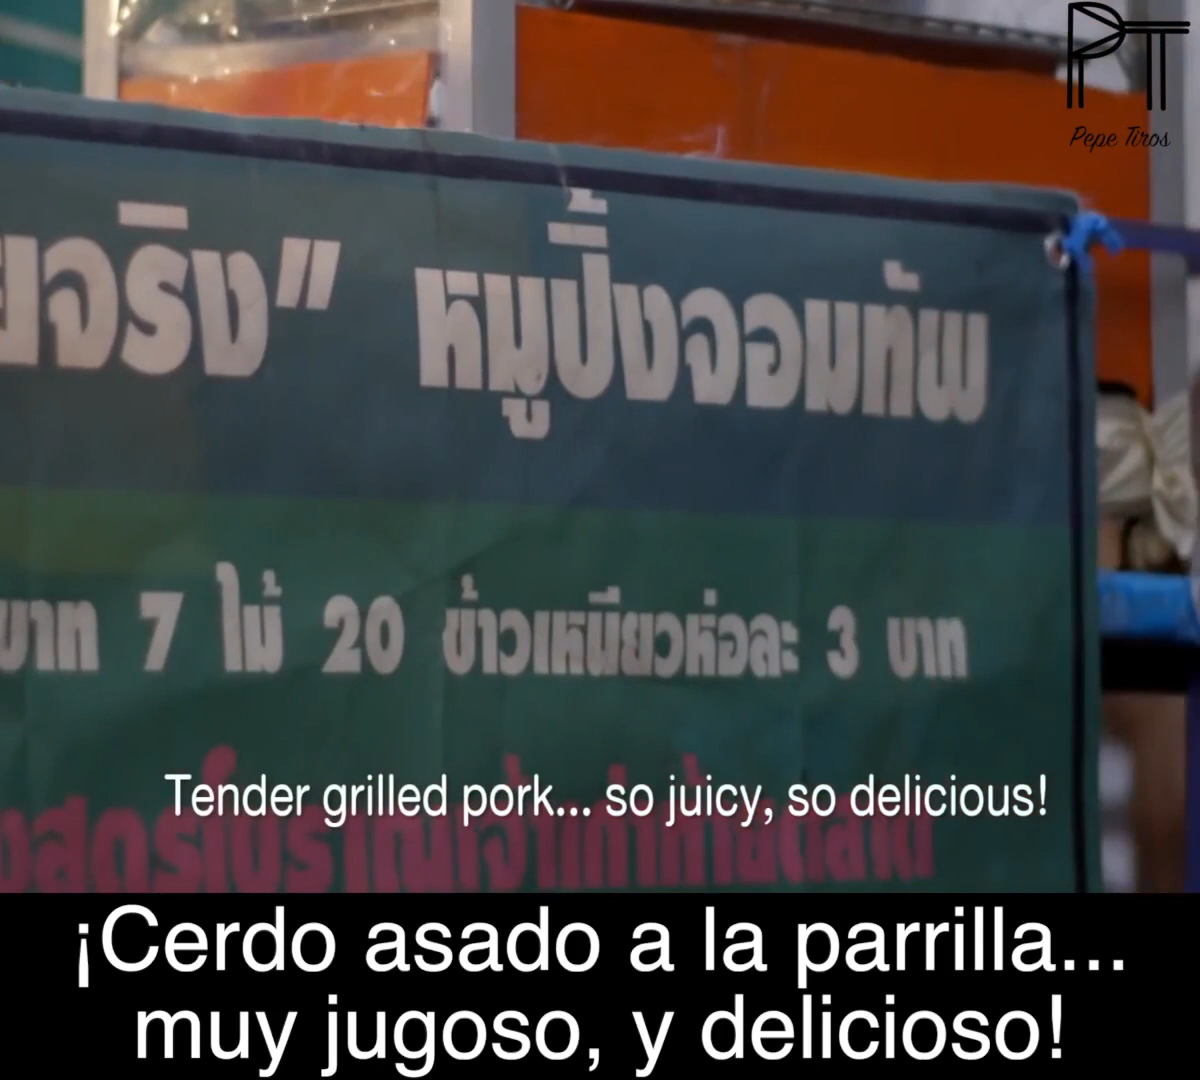 PT
Pepe Tiros
จริง" หมูปิ้งจอมทัพ
บาท 7 ไม้ 20 ข้าวเหนียวห่อละ 3 บาท
Tender grilled pork... so juicy, so delicious!
¡Cerdo asado a la parrilla...
muy jugoso, y delicioso!